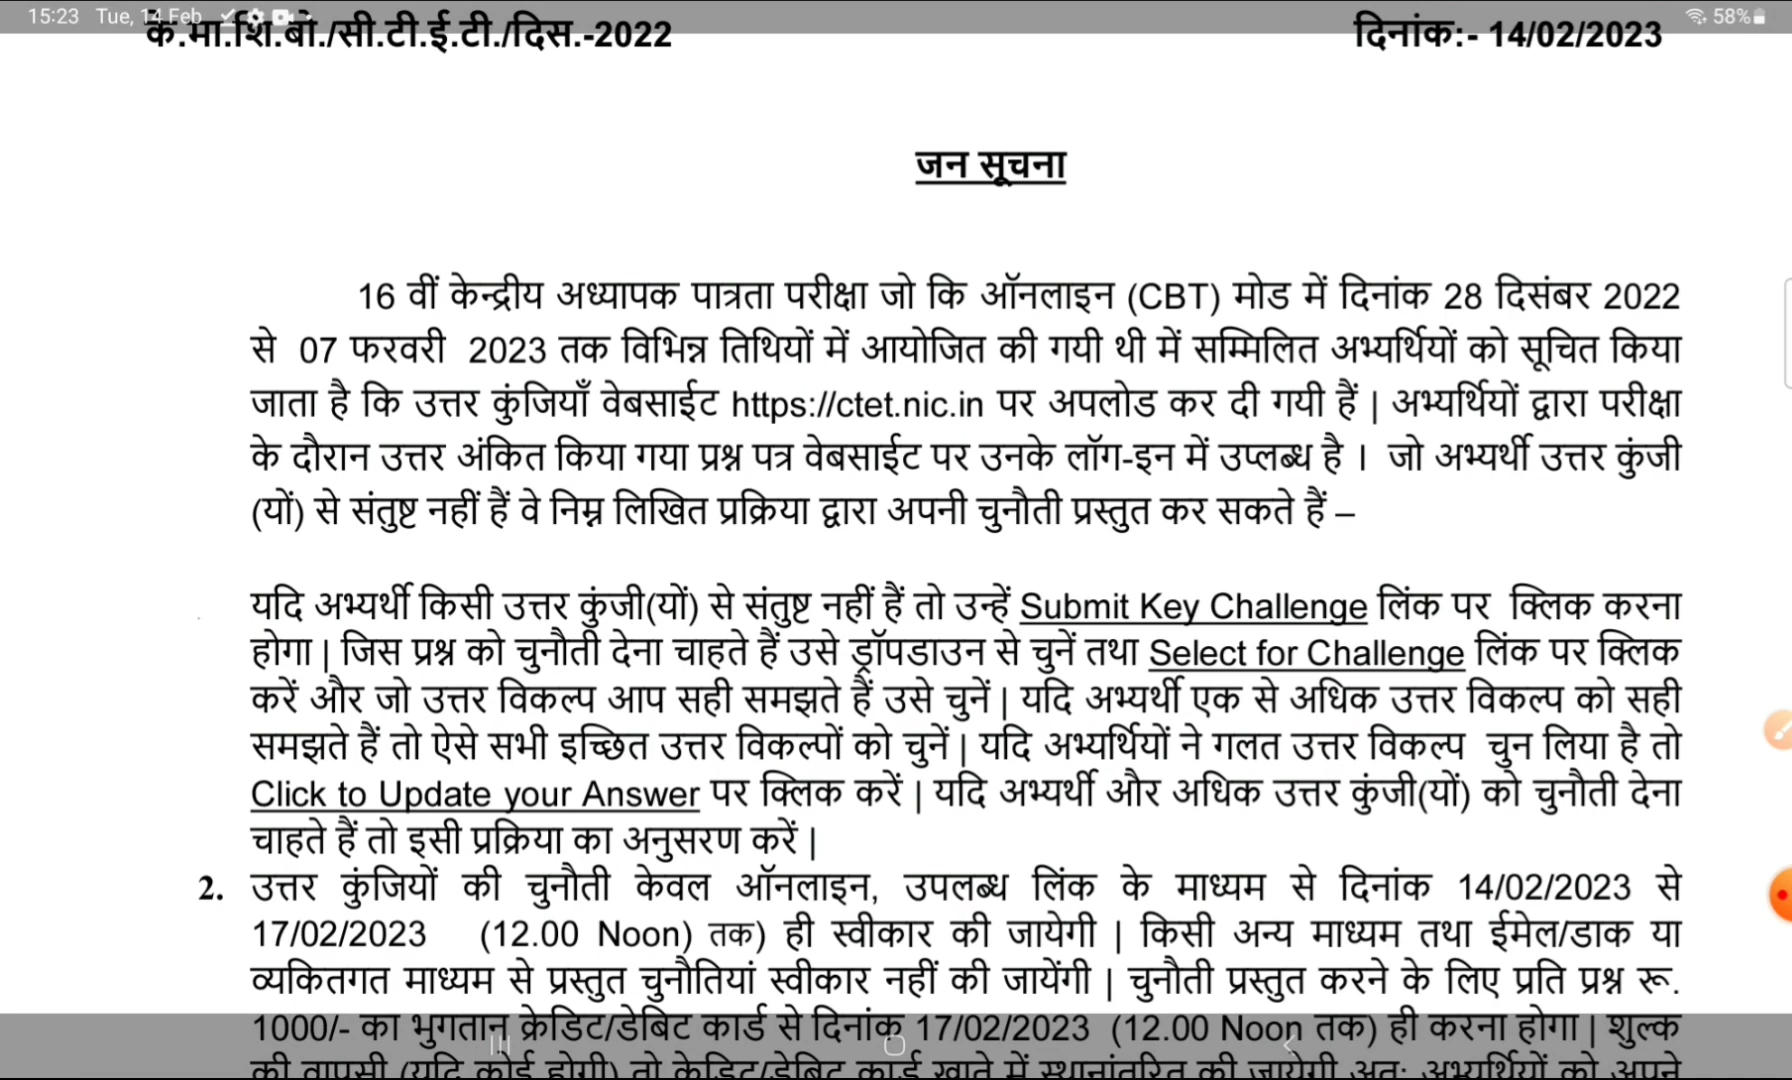 15:23 Tue, 14 Feb 58%
के.मा.शि.बो./सी.टी.ई.टी./दिस.-2022 दिनांक:- 14/02/2023
जन सूचना
16 वीं केन्द्रीय अध्यापक पात्रता परीक्षा जो कि ऑनलाइन (CBT) मोड में दिनांक 28 दिसंबर 2022
से 07 फरवरी 2023 तक विभिन्न तिथियों में आयोजित की गयी थी में सम्मिलित अभ्यर्थियों को सूचित किया
जाता है कि उत्तर कुंजियाँ वेबसाईट https://ctet.nic.in पर अपलोड कर दी गयी हैं | अभ्यर्थियों द्वारा परीक्षा
के दौरान उत्तर अंकित किया गया प्रश्न पत्र वेबसाईट पर उनके लॉग-इन में उप्लब्ध है । जो अभ्यर्थी उत्तर कुंजी
(यों) से संतुष्ट नहीं हैं वे निम्न लिखित प्रक्रिया द्वारा अपनी चुनौती प्रस्तुत कर सकते हैं –
यदि अभ्यर्थी किसी उत्तर कुंजी(यों) से संतुष्ट नहीं हैं तो उन्हें Submit Key Challenge लिंक पर क्लिक करना
होगा | जिस प्रश्न को चुनौती देना चाहते हैं उसे ड्रॉपडाउन से चुनें तथा Select for Challenge लिंक पर क्लिक
करें और जो उत्तर विकल्प आप सही समझते हैं उसे चुनें | यदि अभ्यर्थी एक से अधिक उत्तर विकल्प को सही
समझते हैं तो ऐसे सभी इच्छित उत्तर विकल्पों को चुनें | यदि अभ्यर्थियों ने गलत उत्तर विकल्प चुन लिया है तो
Click to Update your Answer पर क्लिक करें | यदि अभ्यर्थी और अधिक उत्तर कुंजी(यों) को चुनौती देना
चाहते हैं तो इसी प्रक्रिया का अनुसरण करें |
2. उत्तर कुंजियों की चुनौती केवल ऑनलाइन, उपलब्ध लिंक के माध्यम से दिनांक 14/02/2023 से
17/02/2023 (12.00 Noon) तक) ही स्वीकार की जायेगी | किसी अन्य माध्यम तथा ईमेल/डाक या
व्यकितगत माध्यम से प्रस्तुत चुनौतियां स्वीकार नहीं की जायेंगी | चुनौती प्रस्तुत करने के लिए प्रति प्रश्न रू.
1000/- का भुगतान क्रेडिट/डेबिट कार्ड से दिनांक 17/02/2023 (12.00 Noon तक) ही करना होगा | शुल्क
की वापसी (यदि कोई होगी) तो क्रेडिट/डेबिट कार्ड खाते में स्थानांतरित की जायेगी अत: अभ्यर्थियों को अपने